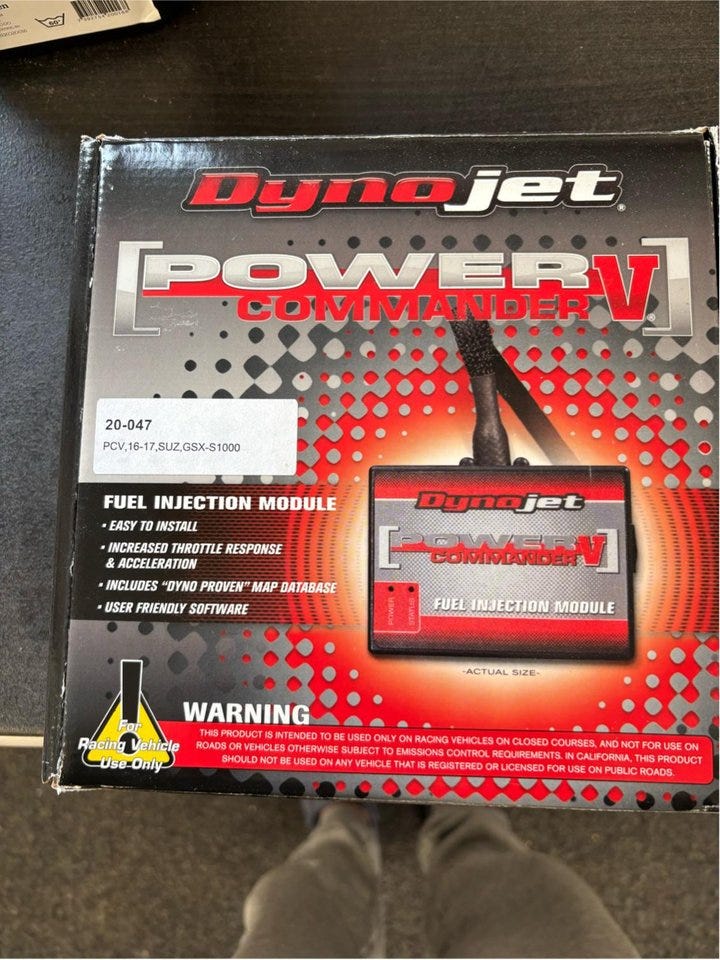 60°
Dynojet®
[POWER V]®
COMMANDER
20-047
PCV,16-17,SUZ,GSX-S1000
FUEL INJECTION MODULE
· EASY TO INSTALL
· INCREASED THROTTLE RESPONSE
& ACCELERATION
· INCLUDES "DYNO PROVEN" MAP DATABASE
· USER FRIENDLY SOFTWARE
Dynojet
[POWER V]
COMMANDER
POWER
STATUS
FUEL INJECTION MODULE
-ACTUAL SIZE-
For
Racing Vehicle
Use Only
WARNING
THIS PRODUCT IS INTENDED TO BE USED ONLY ON RACING VEHICLES ON CLOSED COURSES, AND NOT FOR USE ON
ROADS OR VEHICLES OTHERWISE SUBJECT TO EMISSIONS CONTROL REQUIREMENTS. IN CALIFORNIA, THIS PRODUCT
SHOULD NOT BE USED ON ANY VEHICLE THAT IS REGISTERED OR LICENSED FOR USE ON PUBLIC ROADS.